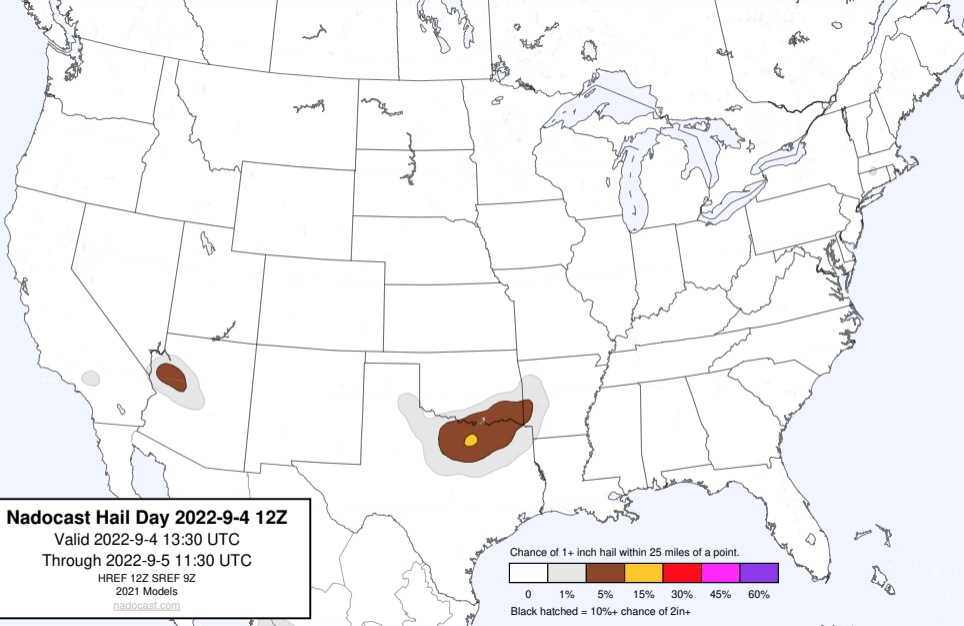 Nadocast Hail Day 2022-9-4 12Z
Valid 2022-9-4 13:30 UTC
Through 2022-9-5 11:30 UTC
HREF 12Z SREF 9Z
2021 Models
nadocast.com
Chance of 1+ inch hail within 25 miles of a point.
0 1% 5% 15% 30% 45% 60%
Black hatched = 10%+ chance of 2in+